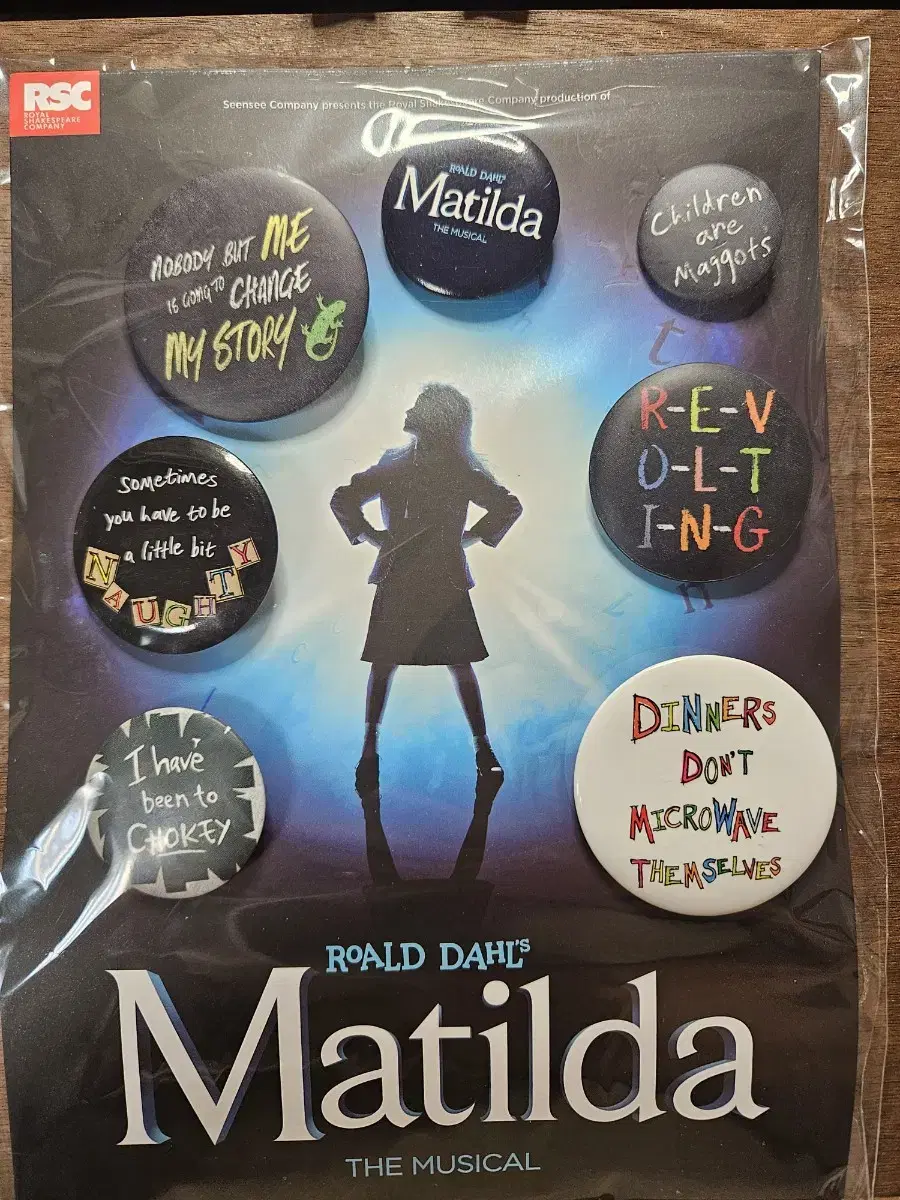 RSC
ROYAL
SHAKESPEARE
COMPANY
Seensee Company presents the Royal Shakespeare Company production of
ROALD DAHL'S
Matilda
THE MUSICAL
NOBODY BUT ME
IS GOING TO CHANGE
MY STORY
Children
are
Maggots
t
R-E-V
O-L-T
I-N-G
n
Sometimes
you have to be
a little bit
NAUGHTY
I have
been to
CHOKEY
DINNERS
DON'T
MICROWAVE
THEMSELVES
ROALD DAHL'S
Matilda
THE MUSICAL